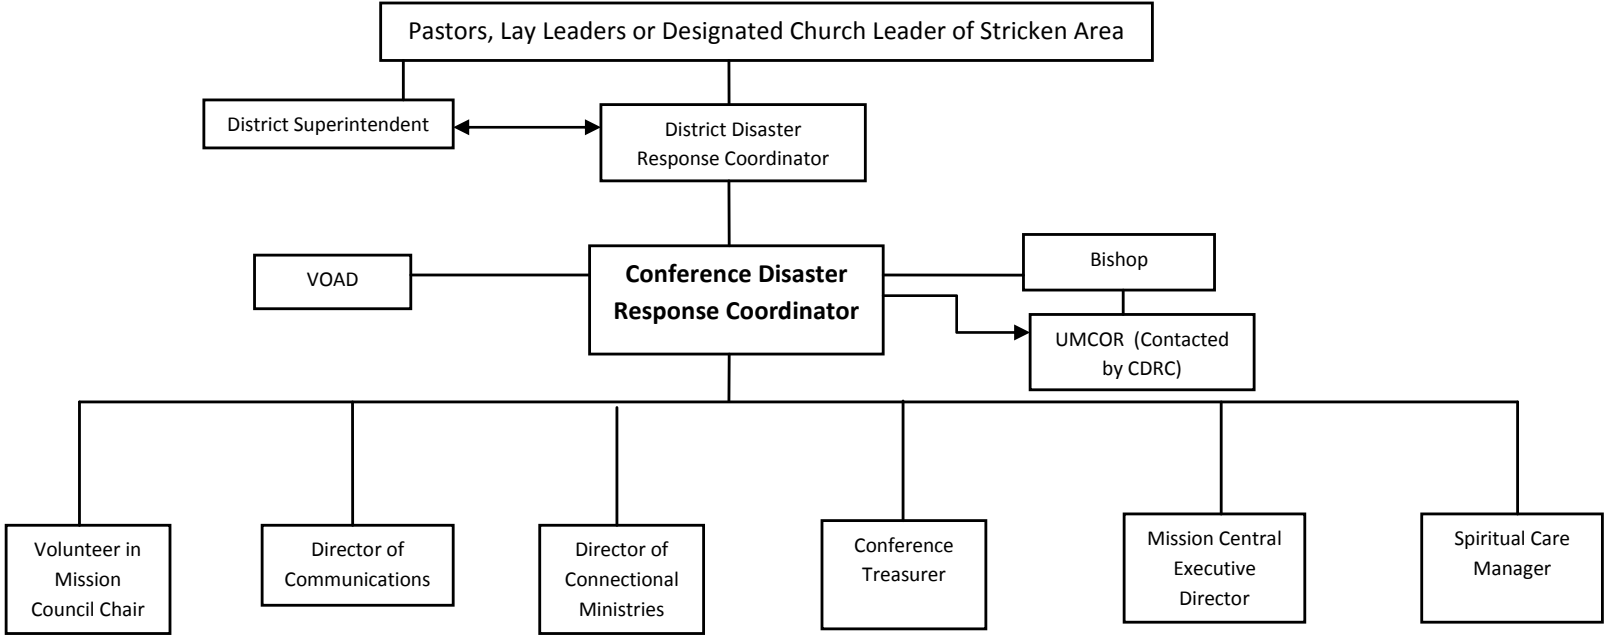 Pastors, Lay Leaders or Designated Church Leader of Stricken Area
District Superintendent
District Disaster
Response Coordinator
VOAD
Conference Disaster
Response Coordinator
Bishop
UMCOR (Contacted
by CDRC)
Volunteer in
Mission
Council Chair
Director of
Communications
Director of
Connectional
Ministries
Conference
Treasurer
Mission Central
Executive
Director
Spiritual Care
Manager